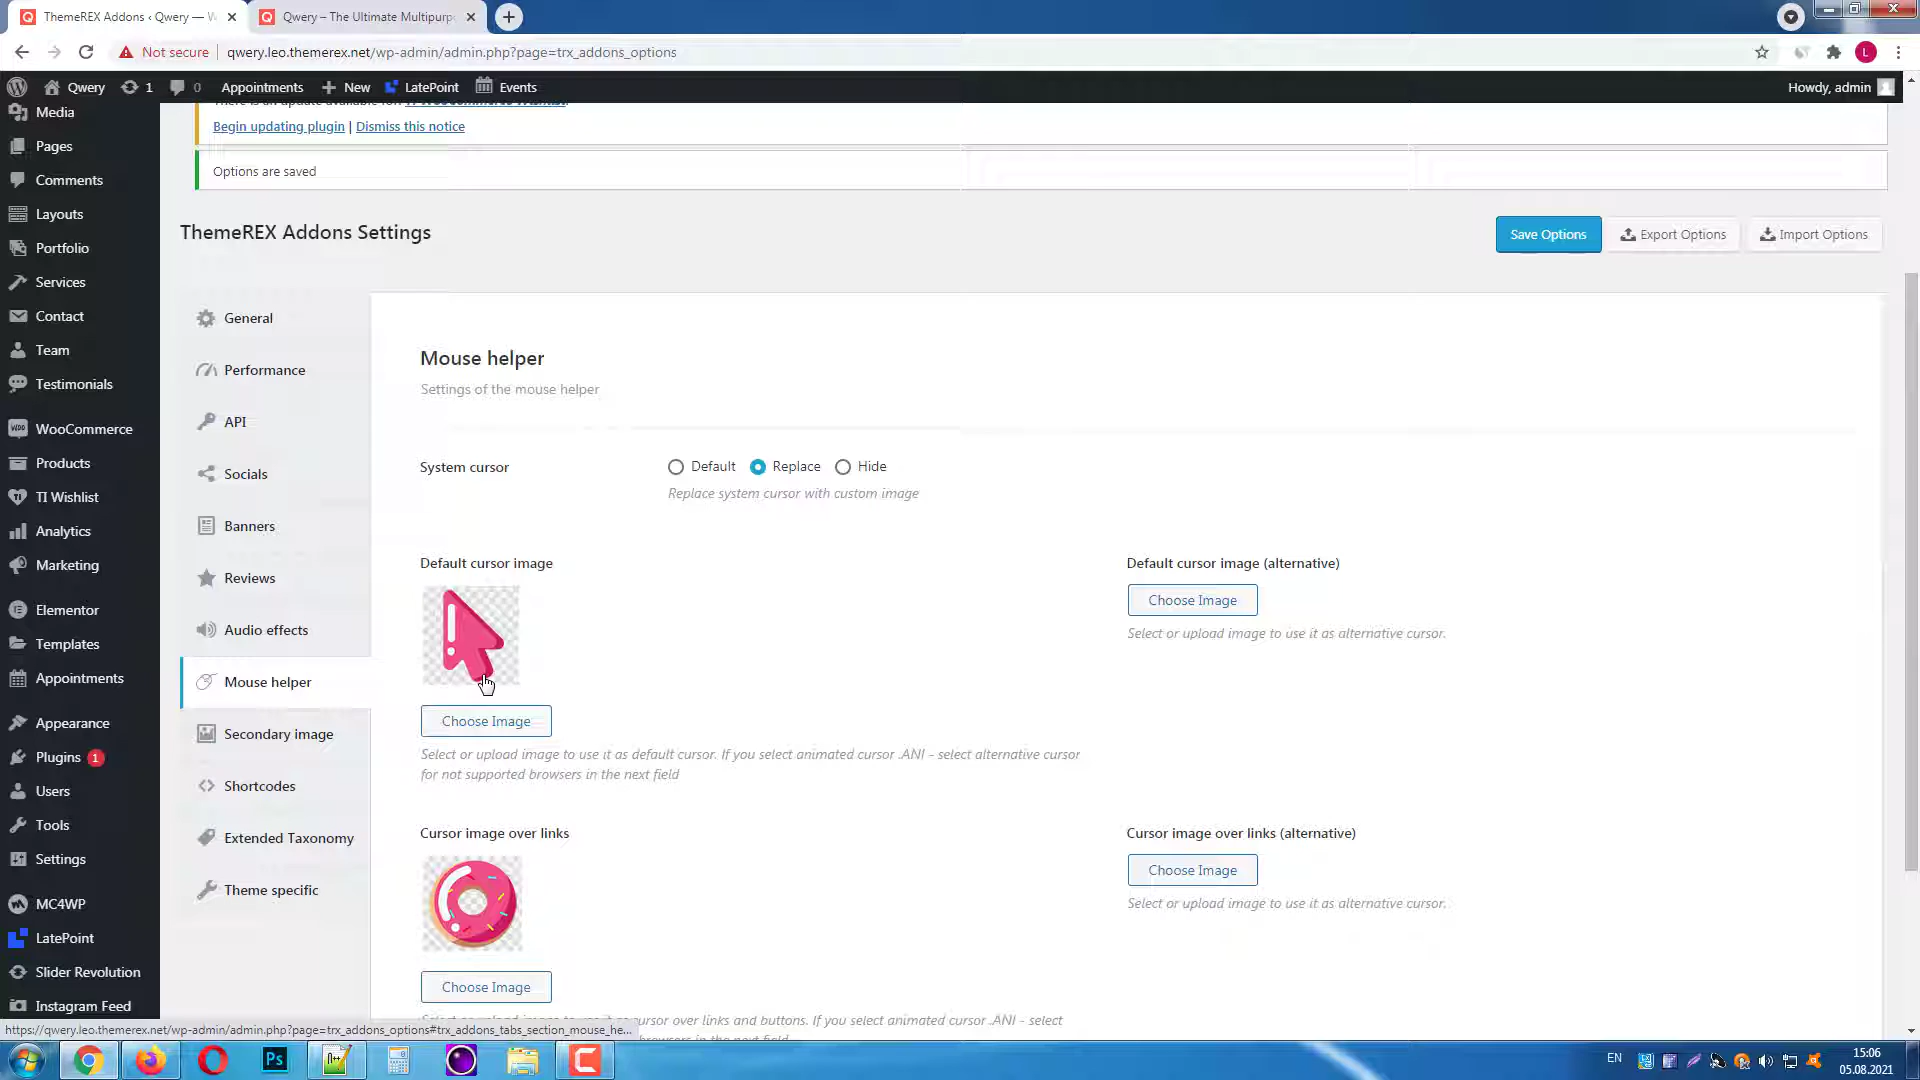 ThemeREX Addons ‹ Qwery — W
Qwery – The Ultimate Multipurp
Not secure
qwery.leo.themerex.net/wp-admin/admin.php?page=trx_addons_options
L
Qwery
1
0
Appointments
New
LatePoint
Events
Howdy, admin
Media
Pages
Comments
Layouts
Portfolio
Services
Contact
Team
Testimonials
WooCommerce
Products
TI Wishlist
Analytics
Marketing
Elementor
Templates
Appointments
Appearance
Plugins 1
Users
Tools
Settings
MC4WP
LatePoint
Slider Revolution
Instagram Feed
There is an update available for: TI WooCommerce Wishlist.
Begin updating plugin | Dismiss this notice
Options are saved
ThemeREX Addons Settings
Save Options
Export Options
Import Options
General
Performance
API
Socials
Banners
Reviews
Audio effects
Mouse helper
Secondary image
Shortcodes
Extended Taxonomy
Theme specific
Mouse helper
Settings of the mouse helper
System cursor
Default
Replace
Hide
Replace system cursor with custom image
Default cursor image
Choose Image
Select or upload image to use it as default cursor. If you select animated cursor .ANI - select alternative cursor
for not supported browsers in the next field
Default cursor image (alternative)
Choose Image
Select or upload image to use it as alternative cursor.
Cursor image over links
Choose Image
Select or upload image to use it as cursor over links and buttons. If you select animated cursor .ANI - select
Cursor image over links (alternative)
Choose Image
Select or upload image to use it as alternative cursor.
https://qwery.leo.themerex.net/wp-admin/admin.php?page=trx_addons_options#trx_addons_tabs_section_mouse_he...
Ps
EN
15:06
05.08.2021